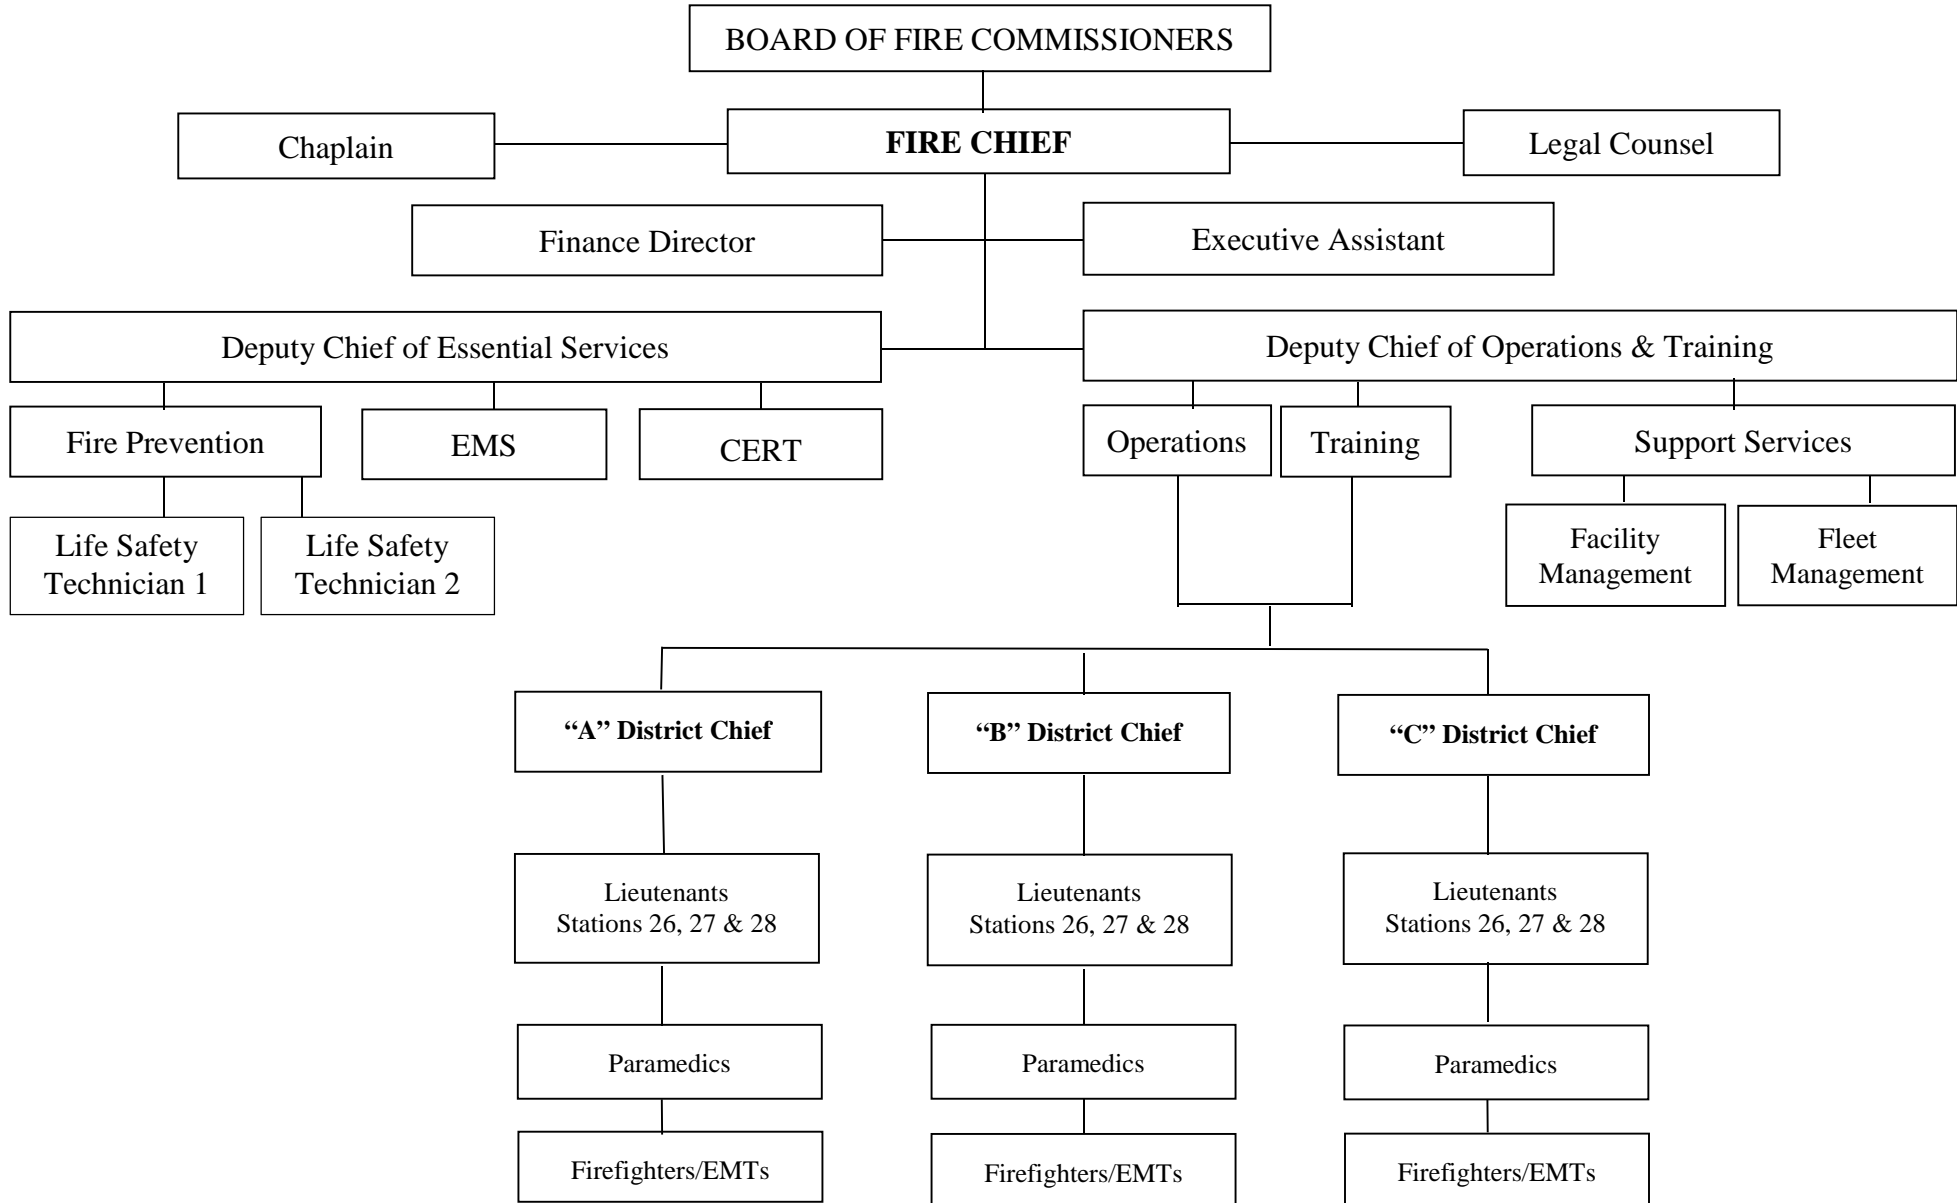 BOARD OF FIRE COMMISSIONERS
Chaplain
FIRE CHIEF
Legal Counsel
Finance Director
Executive Assistant
Deputy Chief of Essential Services
Deputy Chief of Operations & Training
Fire Prevention
EMS
CERT
Operations
Training
Support Services
Life Safety
Technician 1
Life Safety
Technician 2
Facility
Management
Fleet
Management
“A” District Chief
“B” District Chief
“C” District Chief
Lieutenants
Stations 26, 27 & 28
Lieutenants
Stations 26, 27 & 28
Lieutenants
Stations 26, 27 & 28
Paramedics
Paramedics
Paramedics
Firefighters/EMTs
Firefighters/EMTs
Firefighters/EMTs